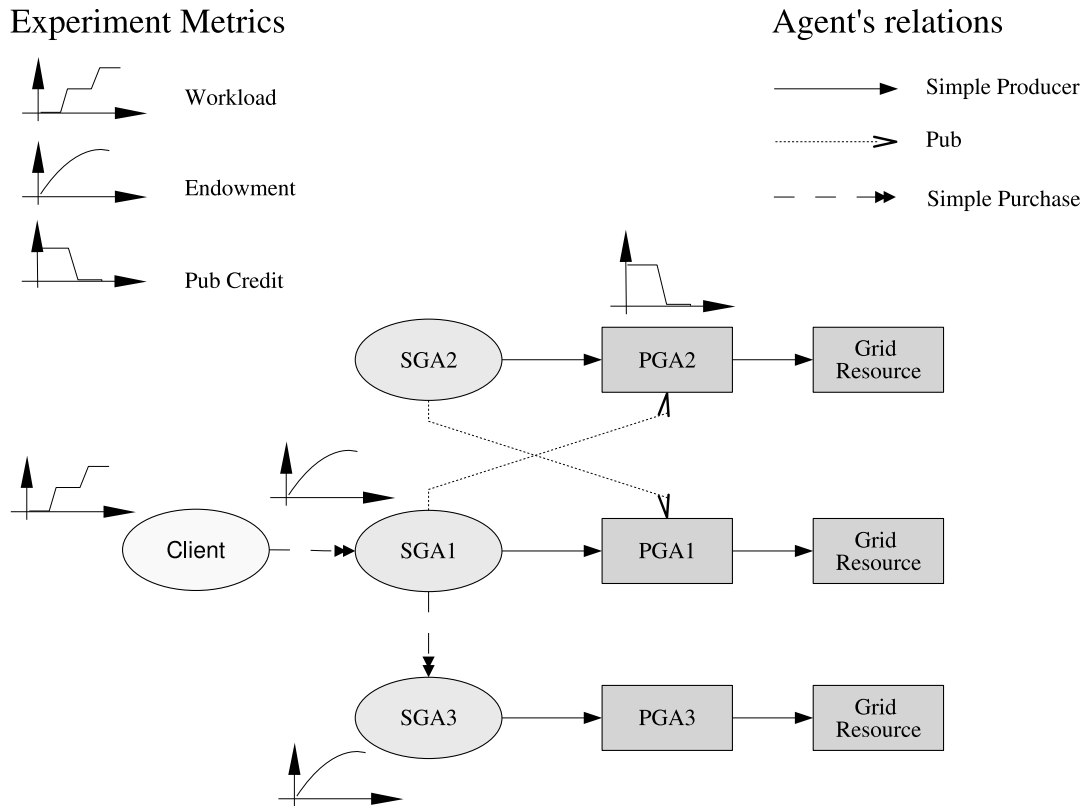 Experiment Metrics
Agent's relations
Workload
Simple Producer
Pub
Endowment
Simple Purchase
Pub Credit
SGA2
PGA2
Grid
Resource
Client
SGA1
PGA1
Grid
Resource
SGA3
PGA3
Grid
Resource